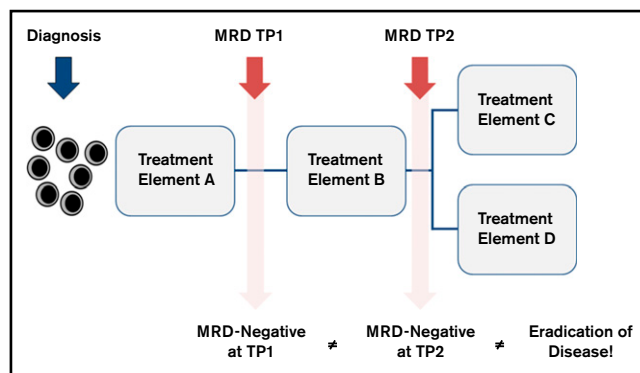 Diagnosis MRD TP1 MRD TP2
Treatment
Element C
Treatment
Element A
Treatment
Element B
Treatment
Element D
MRD-Negative ≠ MRD-Negative ≠ Eradication of
at TP1 at TP2 Disease!